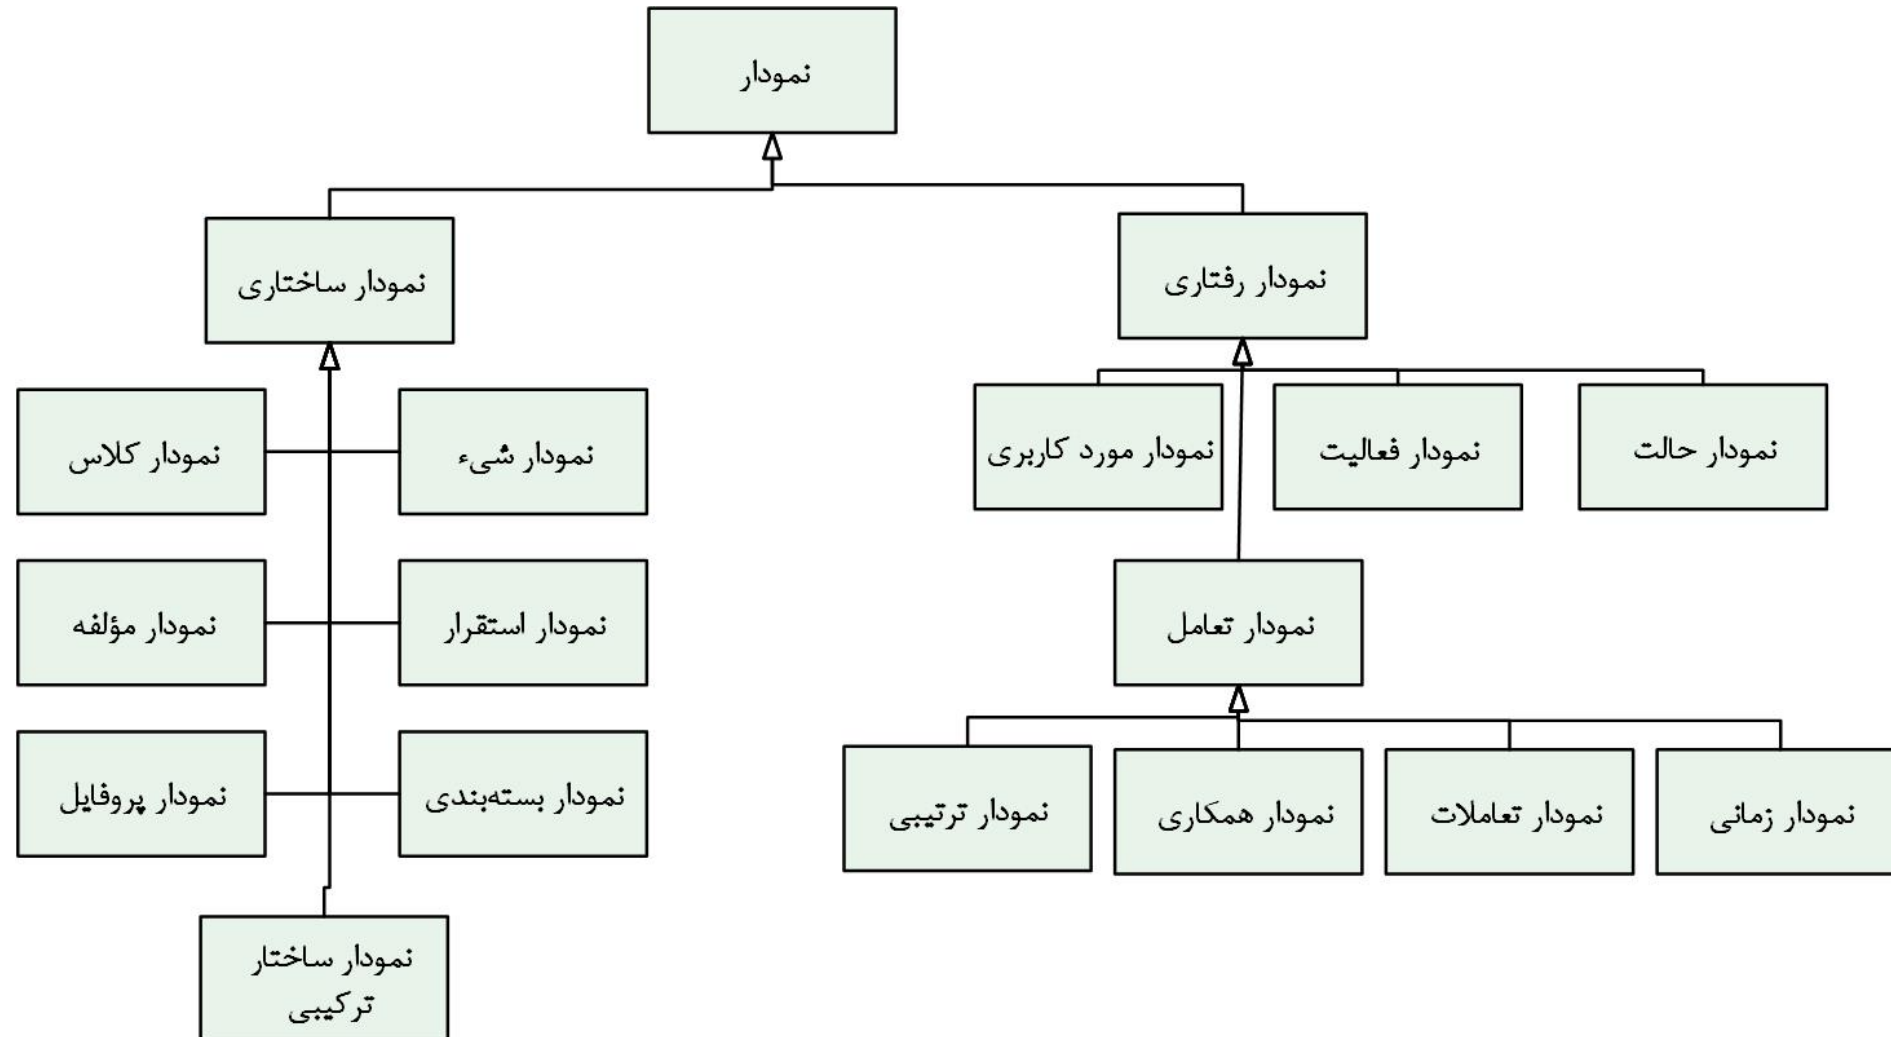 نمودار
نمودار رفتاری
نمودار ساختاری
نمودار حالت
نمودار فعالیت
نمودار مورد کاربری
نمودار شیء
نمودار کلاس
نمودار تعامل
نمودار استقرار
نمودار مؤلفه
نمودار زمانی
نمودار تعاملات
نمودار همکاری
نمودار ترتیبی
نمودار بسته‌بندی
نمودار پروفایل
نمودار ساختار
ترکیبی